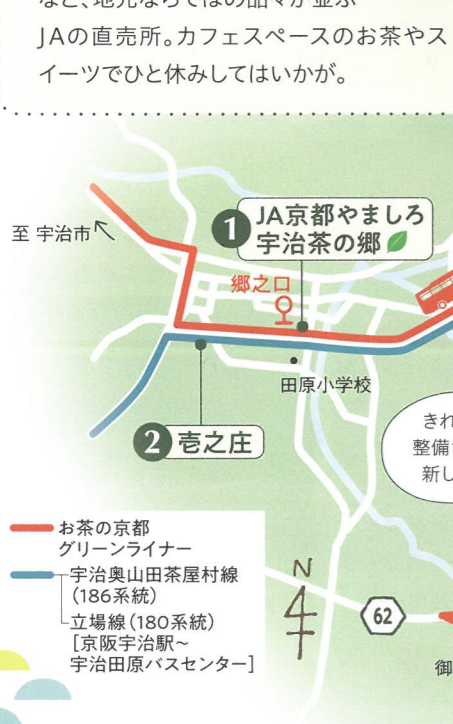 など、地元ならではの品々が並ぶ
JAの直売所。カフェスペースのお茶やス
イーツでひと休みしてはいかが。
至 宇治市
1 JA京都やましろ
宇治茶の郷
郷之口
田原小学校
2 壱之庄
きれ
整備
新し
お茶の京都
グリーンライナー
宇治奥山田茶屋村線
(186系統)
立場線(180系統)
[京阪宇治駅〜
宇治田原バスセンター]
N
62
御